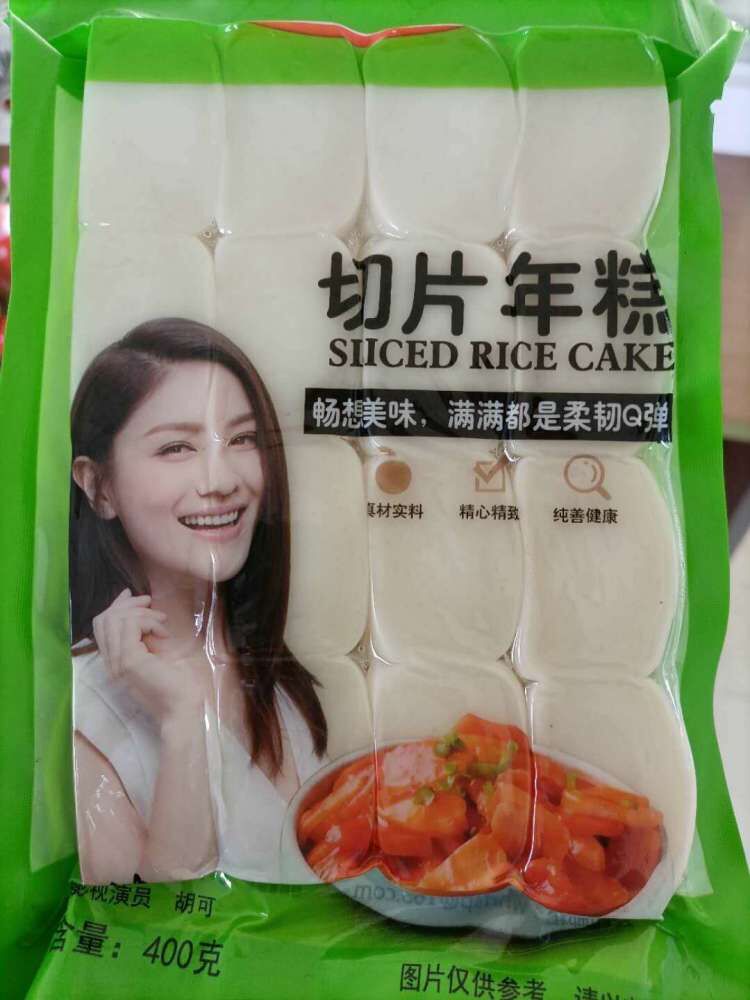 切片年糕
SLICED RICE CAKE
畅想美味，满满都是柔韧Q弹
真材实料 精心精致 纯善健康
影视演员 胡可
含量：400克
图片仅供参考